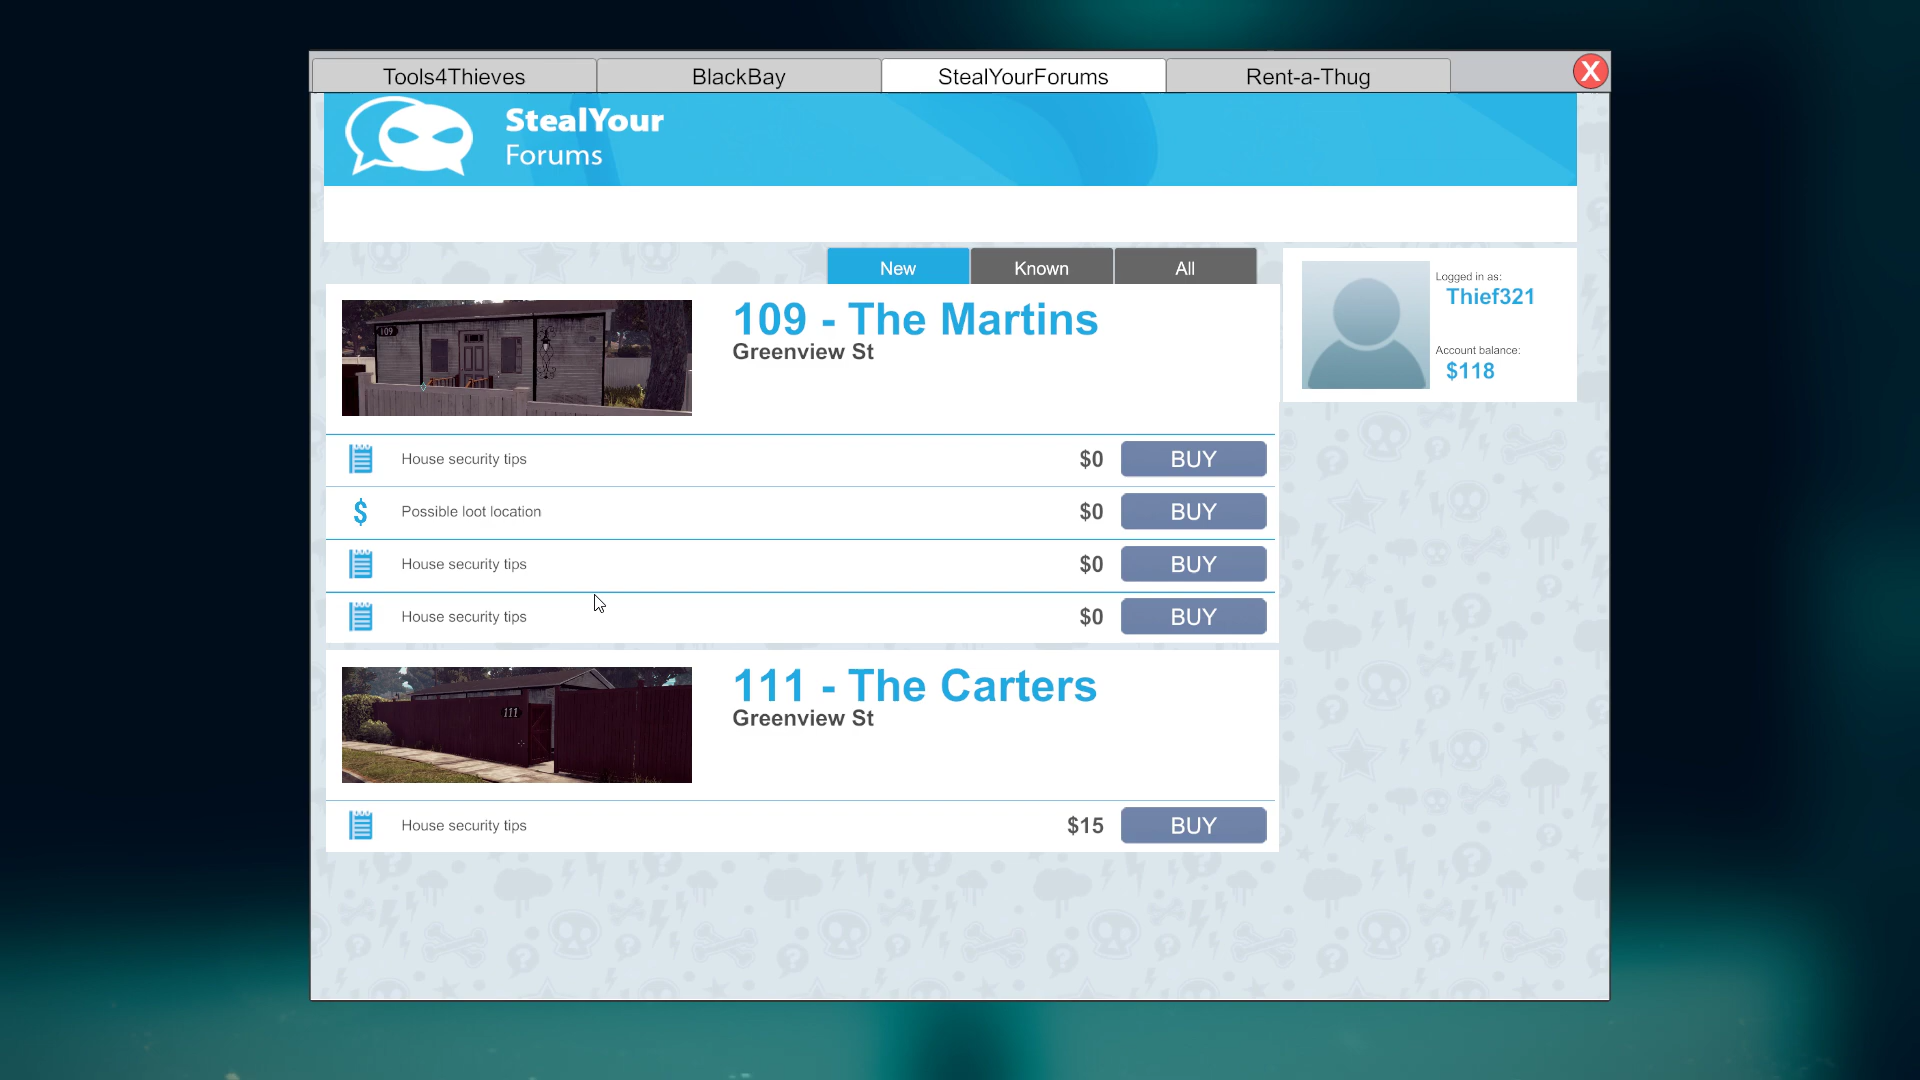 Tools4Thieves
BlackBay
StealYourForums
Rent-a-Thug
X
StealYour
Forums
New
Known
All
Logged in as:
Thief321
Account balance:
$118
109
109 - The Martins
Greenview St
House security tips
$0
BUY
$
Possible loot location
$0
BUY
House security tips
$0
BUY
House security tips
$0
BUY
111
111 - The Carters
Greenview St
House security tips
$15
BUY